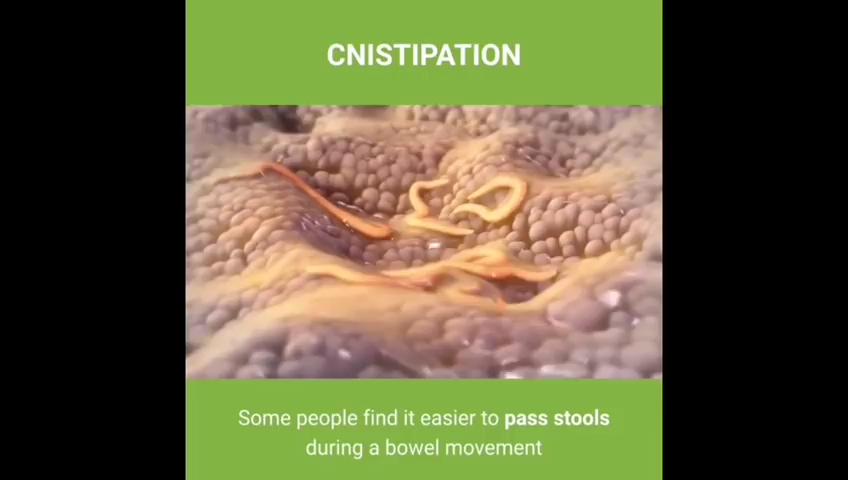 CNISTIPATION
Some people find it easier to pass stools
during a bowel movement